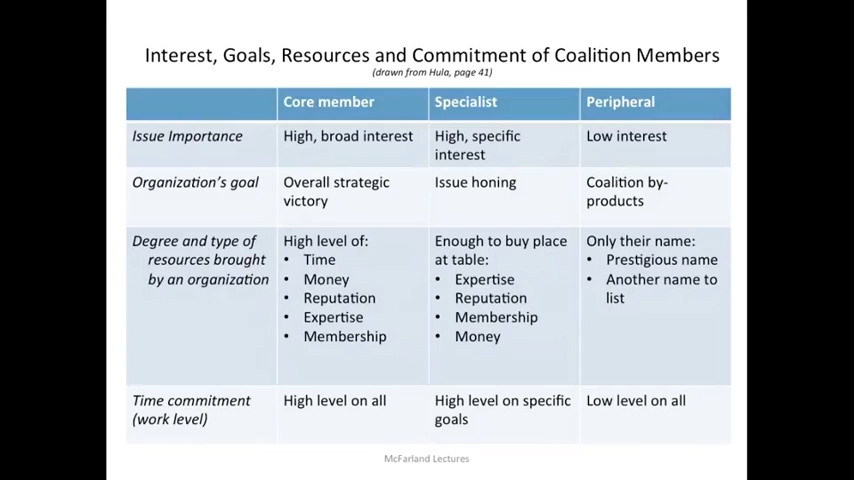 Interest, Goals, Resources and Commitment of Coalition Members
(drawn from Hula, page 41)
Core member
Specialist
Peripheral
Issue Importance
High, broad interest
High, specific
interest
Low interest
Organization's goal
Overall strategic
victory
Issue honing
Coalition by-
products
Degree and type of
resources brought
by an organization
High level of:
• Time
• Money
• Reputation
• Expertise
• Membership
Enough to buy place
at table:
• Expertise
• Reputation
• Membership
• Money
Only their name:
• Prestigious name
• Another name to
list
Time commitment
(work level)
High level on all
High level on specific
goals
Low level on all
McFarland Lectures